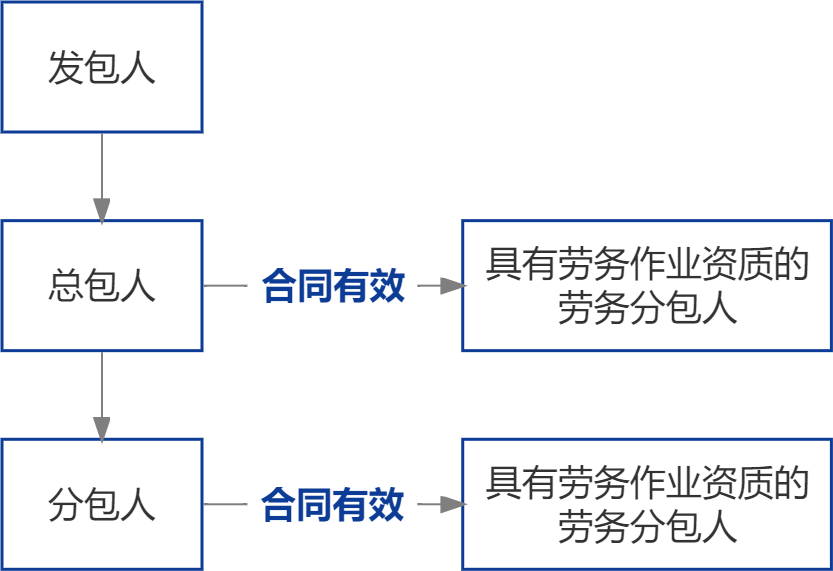 发包人
总包人
合同有效
具有劳务作业资质的
劳务分包人
分包人
合同有效
具有劳务作业资质的
劳务分包人